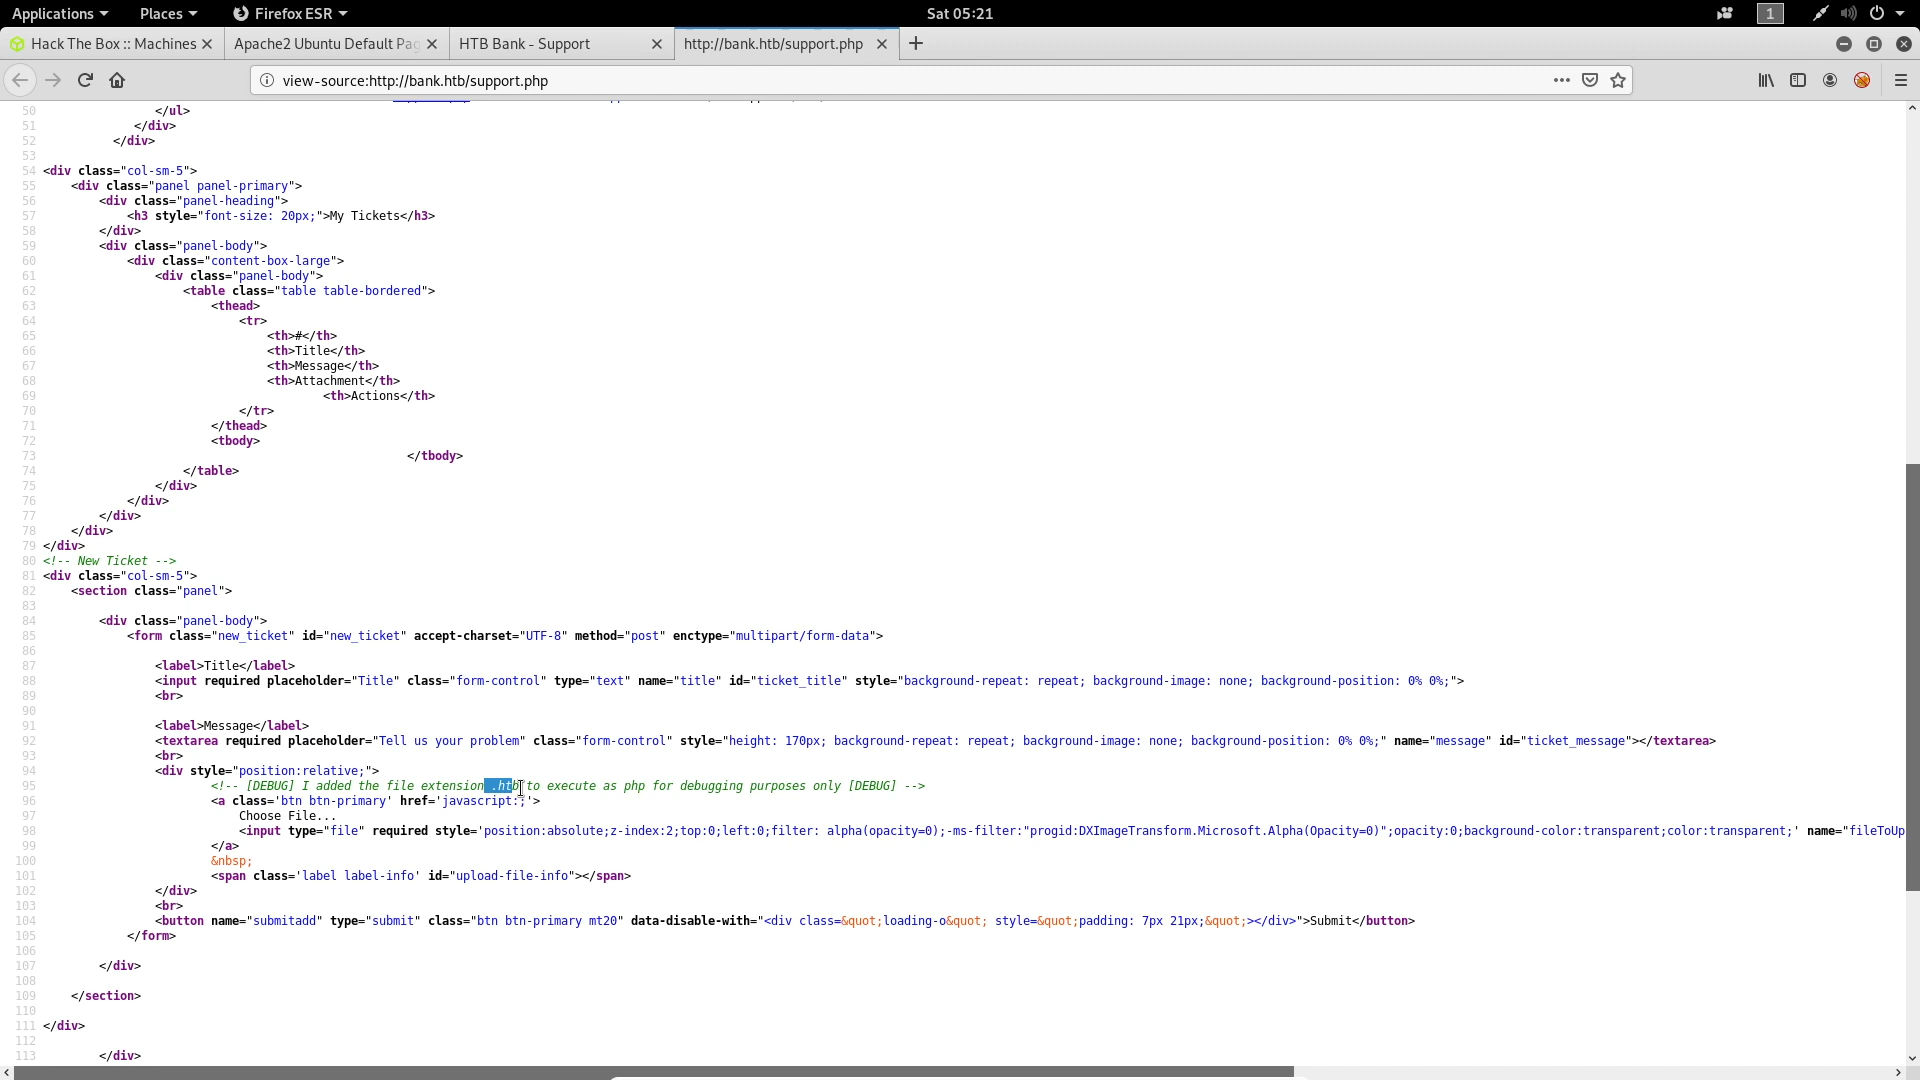 Applications Places Firefox ESR Sat 05:21 1
Hack The Box :: Machines Apache2 Ubuntu Default Pag HTB Bank - Support http://bank.htb/support.php
view-source:http://bank.htb/support.php
50 </ul>
51 </div>
52 </div>
53
54 <div class="col-sm-5">
55 <div class="panel panel-primary">
56 <div class="panel-heading">
57 <h3 style="font-size: 20px;">My Tickets</h3>
58 </div>
59 <div class="panel-body">
60 <div class="content-box-large">
61 <div class="panel-body">
62 <table class="table table-bordered">
63 <thead>
64 <tr>
65 <th>#</th>
66 <th>Title</th>
67 <th>Message</th>
68 <th>Attachment</th>
69 <th>Actions</th>
70 </tr>
71 </thead>
72 <tbody>
73 </tbody>
74 </table>
75 </div>
76 </div>
77 </div>
78 </div>
79 </div>
80 <!-- New Ticket -->
81 <div class="col-sm-5">
82 <section class="panel">
83
84 <div class="panel-body">
85 <form class="new_ticket" id="new_ticket" accept-charset="UTF-8" method="post" enctype="multipart/form-data">
86
87 <label>Title</label>
88 <input required placeholder="Title" class="form-control" type="text" name="title" id="ticket_title" style="background-repeat: repeat; background-image: none; background-position: 0% 0%;">
89 <br>
90
91 <label>Message</label>
92 <textarea required placeholder="Tell us your problem" class="form-control" style="height: 170px; background-repeat: repeat; background-image: none; background-position: 0% 0%;" name="message" id="ticket_message"></textarea>
93 <br>
94 <div style="position:relative;">
95 <!-- [DEBUG] I added the file extension .htb to execute as php for debugging purposes only [DEBUG] -->
96 <a class='btn btn-primary' href='javascript:;'>
97 Choose File...
98 <input type="file" required style='position:absolute;z-index:2;top:0;left:0;filter: alpha(opacity=0);-ms-filter:"progid:DXImageTransform.Microsoft.Alpha(Opacity=0)";opacity:0;background-color:transparent;color:transparent;' name="fileToUp
99 </a>
100 &nbsp;
101 <span class='label label-info' id="upload-file-info"></span>
102 </div>
103 <br>
104 <button name="submitadd" type="submit" class="btn btn-primary mt20" data-disable-with="<div class=&quot;loading-o&quot; style=&quot;padding: 7px 21px;&quot;></div>">Submit</button>
105 </form>
106
107 </div>
108
109 </section>
110
111 </div>
112
113 </div>